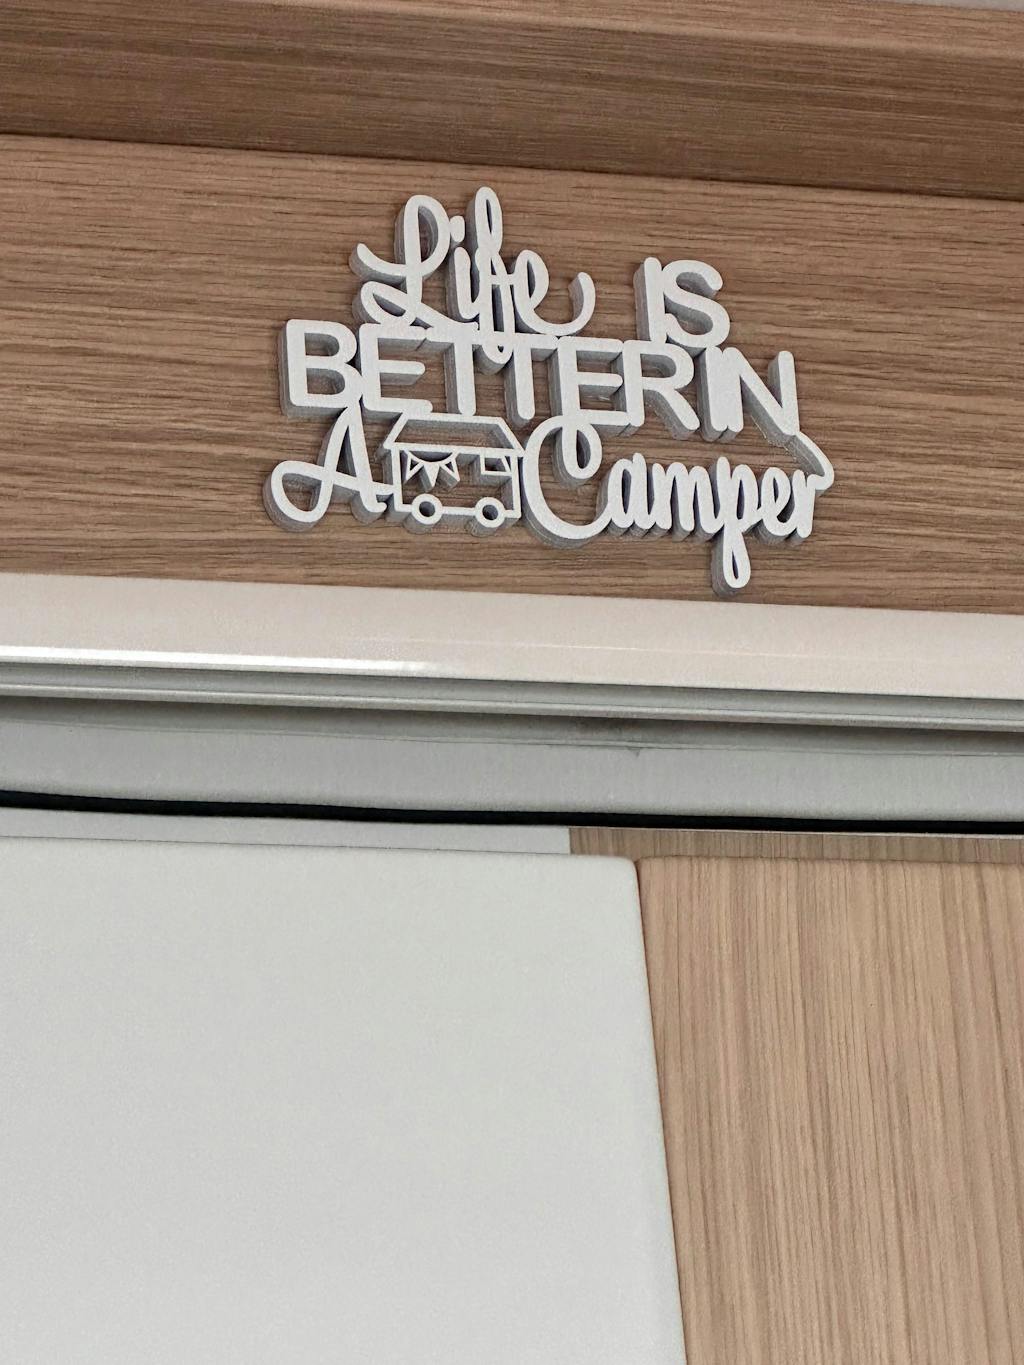 Life IS
BETTER IN
A Camper